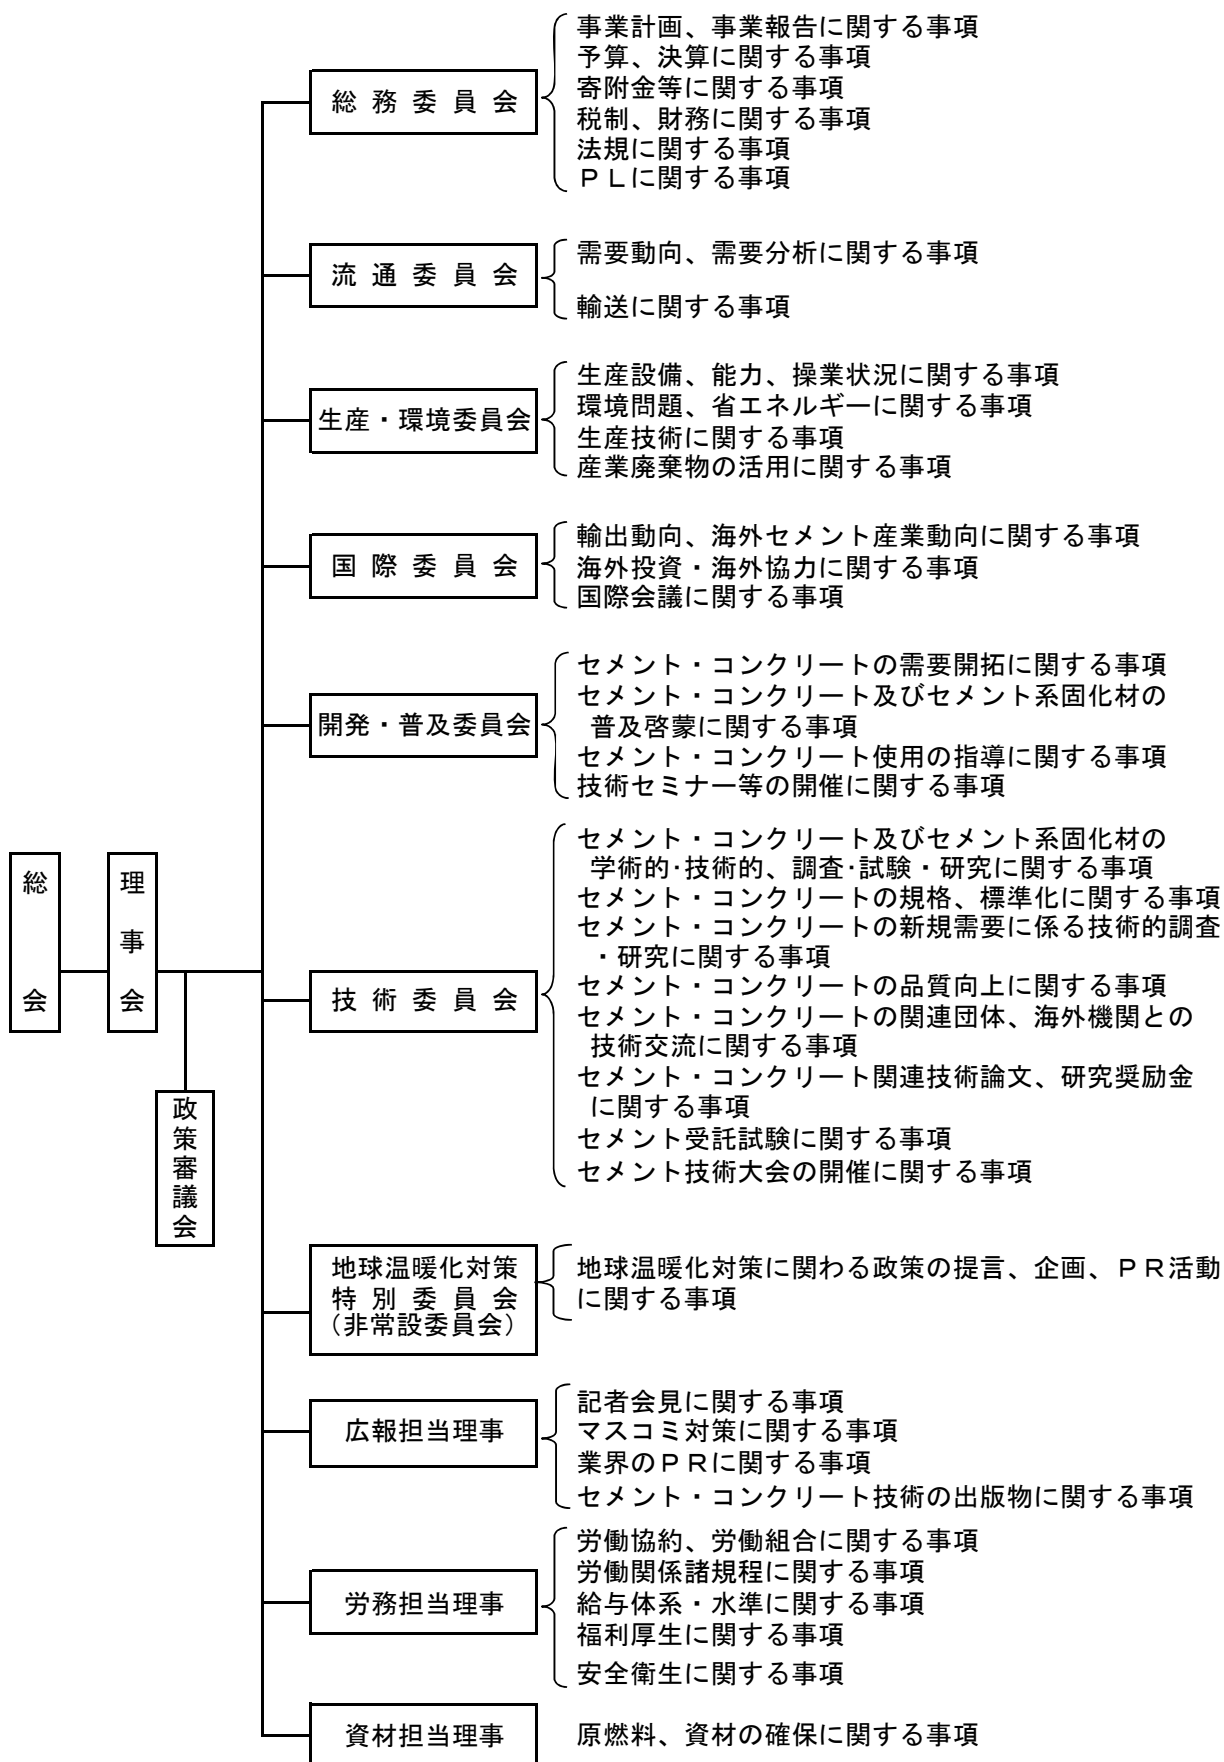 総会
理事会
政策審議会
総務委員会
事業計画、事業報告に関する事項
予算、決算に関する事項
寄附金等に関する事項
税制、財務に関する事項
法規に関する事項
ＰＬに関する事項
流通委員会
需要動向、需要分析に関する事項
輸送に関する事項
生産・環境委員会
生産設備、能力、操業状況に関する事項
環境問題、省エネルギーに関する事項
生産技術に関する事項
産業廃棄物の活用に関する事項
国際委員会
輸出動向、海外セメント産業動向に関する事項
海外投資・海外協力に関する事項
国際会議に関する事項
開発・普及委員会
セメント・コンクリートの需要開拓に関する事項
セメント・コンクリート及びセメント系固化材の
普及啓蒙に関する事項
セメント・コンクリート使用の指導に関する事項
技術セミナー等の開催に関する事項
技術委員会
セメント・コンクリート及びセメント系固化材の
学術的･技術的、調査･試験・研究に関する事項
セメント・コンクリートの規格、標準化に関する事項
セメント・コンクリートの新規需要に係る技術的調査
・研究に関する事項
セメント・コンクリートの品質向上に関する事項
セメント・コンクリートの関連団体、海外機関との
技術交流に関する事項
セメント・コンクリート関連技術論文、研究奨励金
に関する事項
セメント受託試験に関する事項
セメント技術大会の開催に関する事項
地球温暖化対策
特別委員会
（非常設委員会）
地球温暖化対策に関わる政策の提言、企画、ＰＲ活動
に関する事項
広報担当理事
記者会見に関する事項
マスコミ対策に関する事項
業界のＰＲに関する事項
セメント・コンクリート技術の出版物に関する事項
労務担当理事
労働協約、労働組合に関する事項
労働関係諸規程に関する事項
給与体系・水準に関する事項
福利厚生に関する事項
安全衛生に関する事項
資材担当理事
原燃料、資材の確保に関する事項